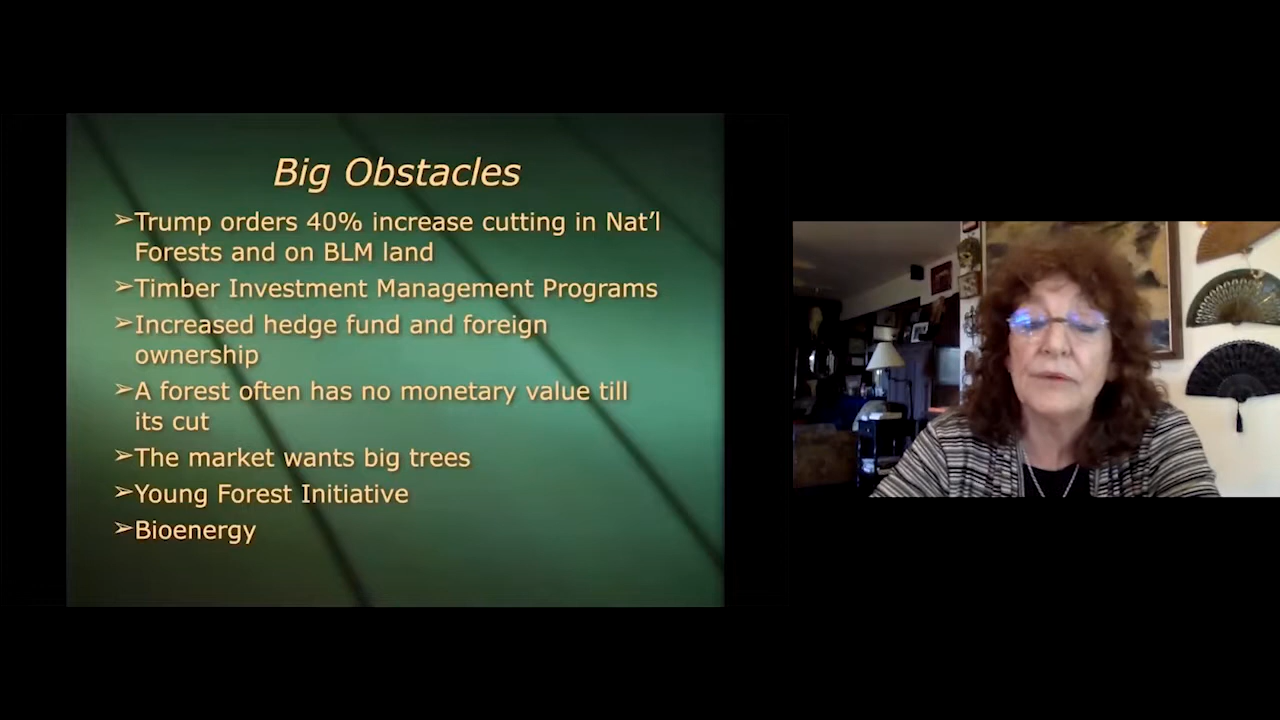 Big Obstacles
➢Trump orders 40% increase cutting in Nat’l
Forests and on BLM land
➢Timber Investment Management Programs
➢Increased hedge fund and foreign
ownership
➢A forest often has no monetary value till
its cut
➢The market wants big trees
➢Young Forest Initiative
➢Bioenergy